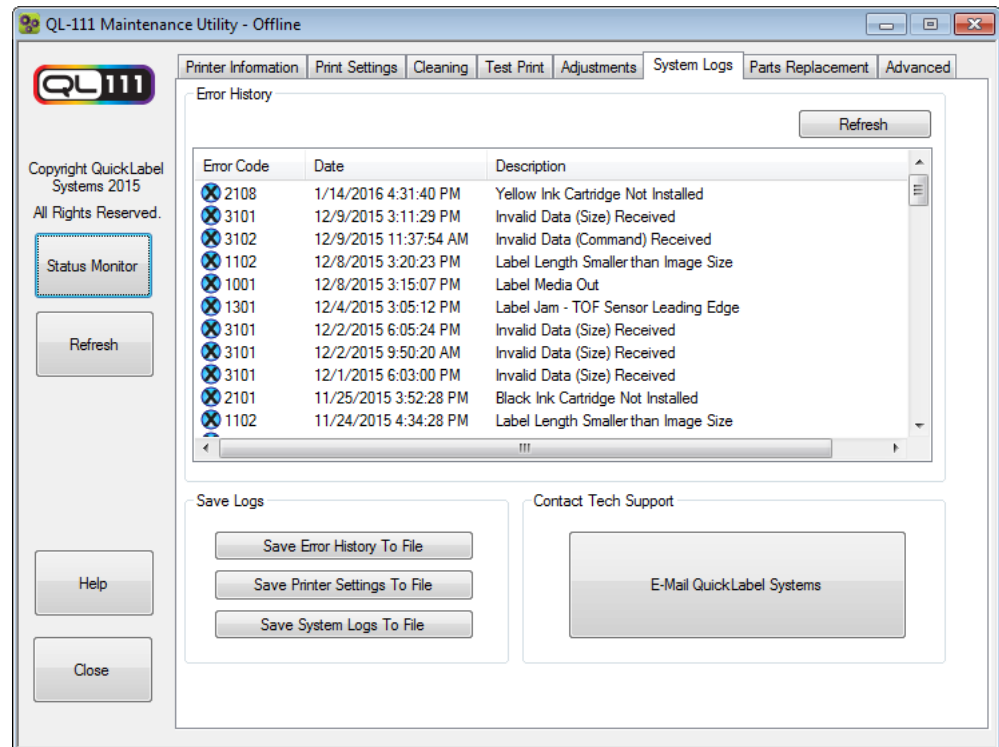 QL-111 Maintenance Utility - Offline
QL111
Copyright QuickLabel
Systems 2015
All Rights Reserved.
Status Monitor
Refresh
Help
Close
Printer Information Print Settings Cleaning Test Print Adjustments System Logs Parts Replacement Advanced
Error History
Refresh
Error Code Date Description
2108 1/14/2016 4:31:40 PM Yellow Ink Cartridge Not Installed
3101 12/9/2015 3:11:29 PM Invalid Data (Size) Received
3102 12/9/2015 11:37:54 AM Invalid Data (Command) Received
1102 12/8/2015 3:20:23 PM Label Length Smaller than Image Size
1001 12/8/2015 3:15:07 PM Label Media Out
1301 12/4/2015 3:05:12 PM Label Jam - TOF Sensor Leading Edge
3101 12/2/2015 6:05:24 PM Invalid Data (Size) Received
3101 12/2/2015 9:50:20 AM Invalid Data (Size) Received
3101 12/1/2015 6:03:00 PM Invalid Data (Size) Received
2101 11/25/2015 3:52:28 PM Black Ink Cartridge Not Installed
1102 11/24/2015 4:34:28 PM Label Length Smaller than Image Size
Save Logs
Save Error History To File
Save Printer Settings To File
Save System Logs To File
Contact Tech Support
E-Mail QuickLabel Systems